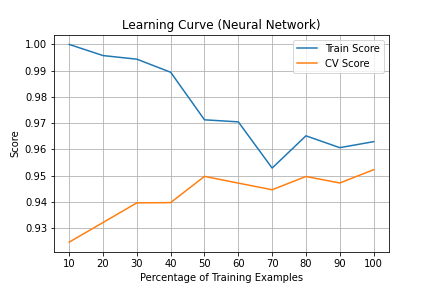 Learning Curve (Neural Network)
Train Score
CV Score
1.00
0.99
0.98
0.97
0.96
0.95
0.94
0.93
Score
10 20 30 40 50 60 70 80 90 100
Percentage of Training Examples